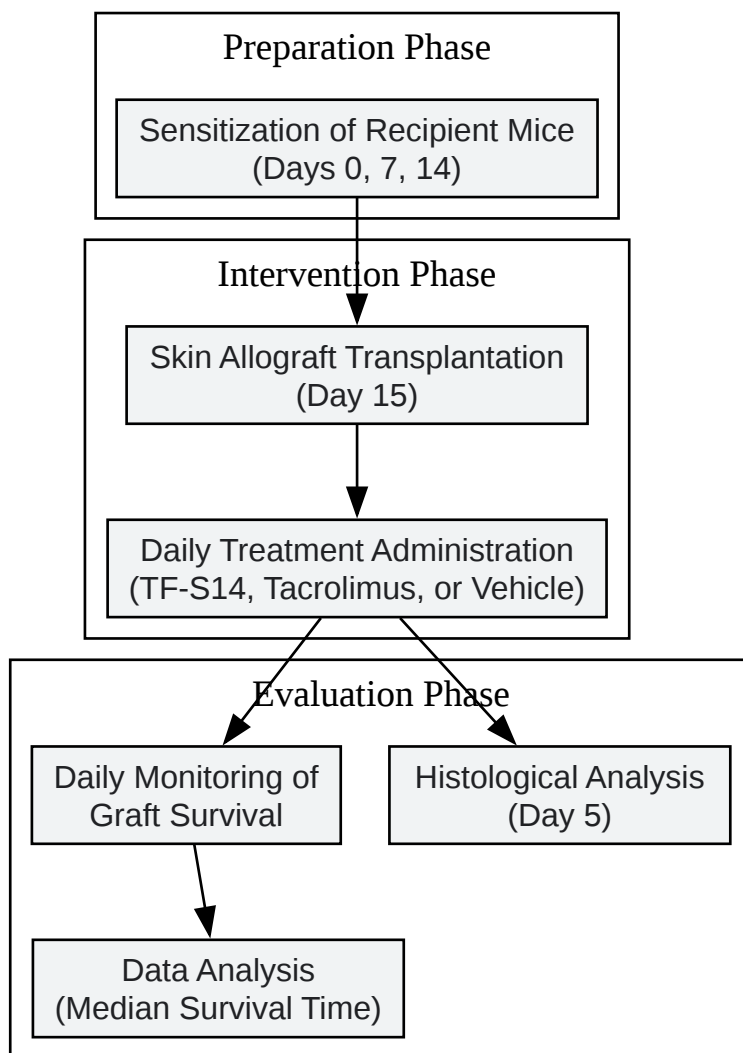 Preparation Phase
Sensitization of Recipient Mice
(Days 0, 7, 14)
Intervention Phase
Skin Allograft Transplantation
(Day 15)
Daily Treatment Administration
(TF-S14, Tacrolimus, or Vehicle)
Evaluation Phase
Daily Monitoring of
Graft Survival
Histological Analysis
(Day 5)
Data Analysis
(Median Survival Time)